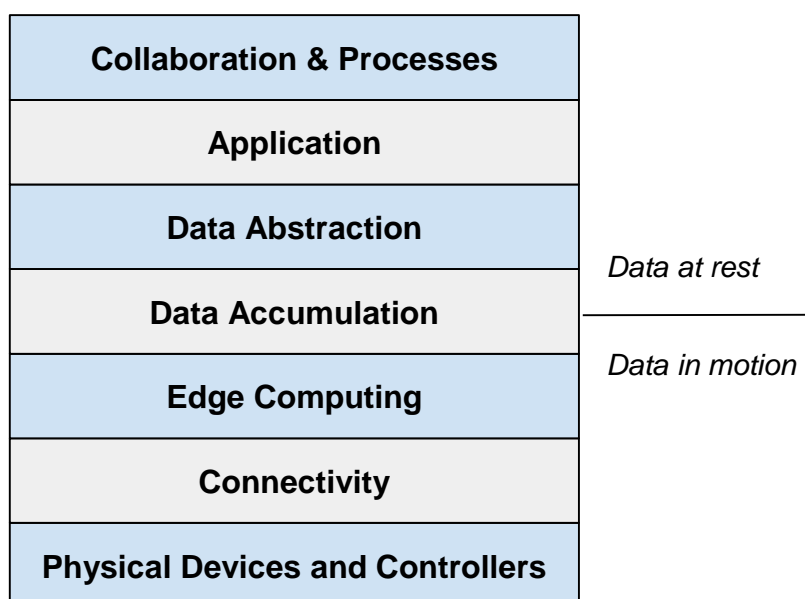 Collaboration & Processes
Application
Data Abstraction
Data at rest
Data Accumulation
Data in motion
Edge Computing
Connectivity
Physical Devices and Controllers